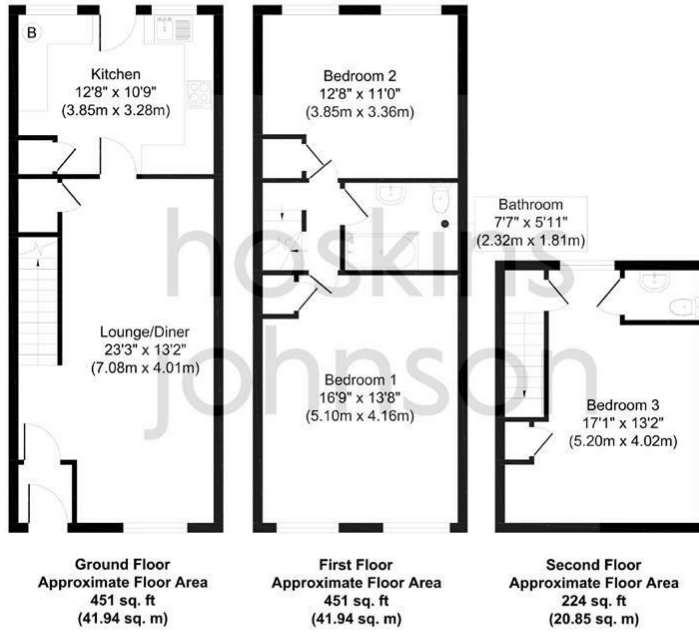 B
Kitchen
12'8" x 10'9"
(3.85m x 3.28m)
Lounge/Diner
23'3" x 13'2"
(7.08m x 4.01m)
Ground Floor
Approximate Floor Area
451 sq. ft
(41.94 sq. m)
Bedroom 2
12'8" x 11'0"
(3.85m x 3.36m)
Bathroom
7'7" x 5'11"
(2.32m x 1.81m)
Bedroom 1
16'9" x 13'8"
(5.10m x 4.16m)
First Floor
Approximate Floor Area
451 sq. ft
(41.94 sq. m)
Bedroom 3
17'1" x 13'2"
(5.20m x 4.02m)
Second Floor
Approximate Floor Area
224 sq. ft
(20.85 sq. m)
hoskins
johnson